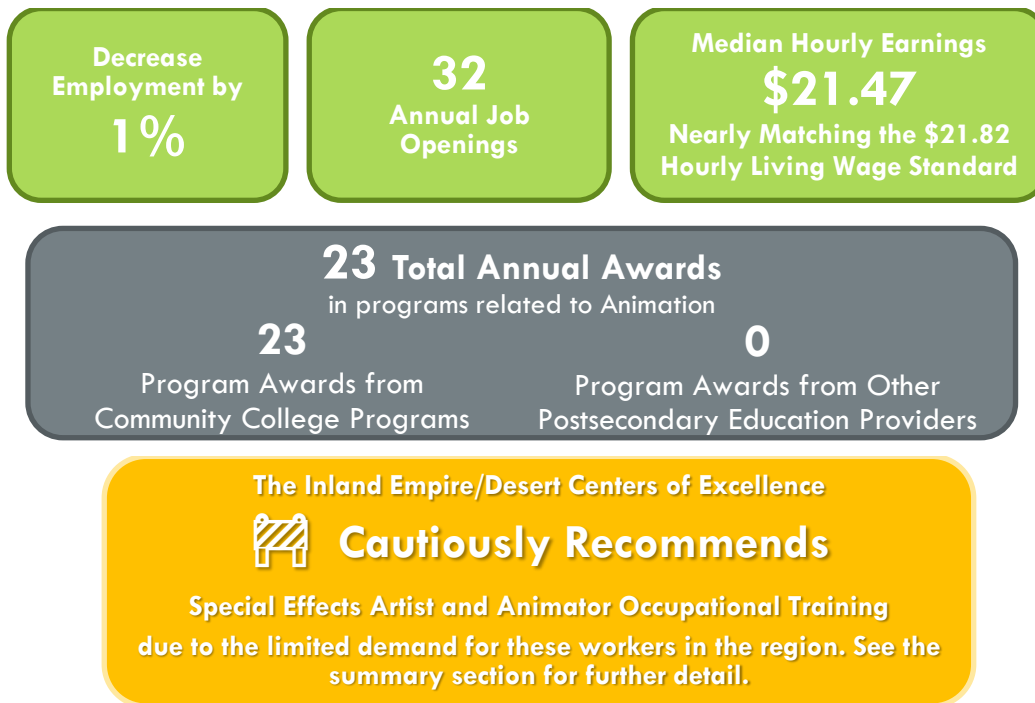 Decrease
Employment by
1%
32
Annual Job
Openings
Median Hourly Earnings
$21.47
Nearly Matching the $21.82
Hourly Living Wage Standard
23 Total Annual Awards
in programs related to Animation
23
Program Awards from
Community College Programs
0
Program Awards from Other
Postsecondary Education Providers
The Inland Empire/Desert Centers of Excellence
Cautiously Recommends
Special Effects Artist and Animator Occupational Training
due to the limited demand for these workers in the region. See the
summary section for further detail.